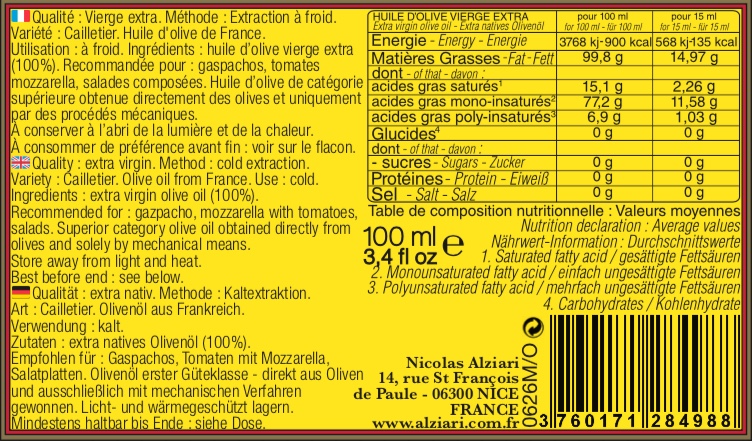 Qualité : Vierge extra. Méthode : Extraction à froid.
Variété : Cailletier. Huile d'olive de France.
Utilisation : à froid. Ingrédients : huile d'olive vierge extra
(100%). Recommandée pour : gaspachos, tomates
mozzarella, salades composées. Huile d'olive de catégorie
supérieure obtenue directement des olives et uniquement
par des procédés mécaniques.
À conserver à l'abri de la lumière et de la chaleur.
À consommer de préférence avant fin : voir sur le flacon.
Quality : extra virgin. Method : cold extraction.
Variety : Cailletier. Olive oil from France. Use : cold.
Ingredients : extra virgin olive oil (100%).
Recommended for : gazpacho, mozzarella with tomatoes,
salads. Superior category olive oil obtained directly from
olives and solely by mechanical means.
Store away from light and heat.
Best before end : see below.
Qualität : extra nativ. Methode : Kaltextraktion.
Art : Cailletier. Olivenöl aus Frankreich.
Verwendung : kalt.
Zutaten : extra natives Olivenöl (100%).
Empfohlen für : Gaspachos, Tomaten mit Mozzarella,
Salatplatten. Olivenöl erster Güteklasse - direkt aus Oliven
und ausschließlich mit mechanischen Verfahren
gewonnen. Licht- und wärmegeschützt lagern.
Mindestens haltbar bis Ende : siehe Dose.
HUILE D'OLIVE VIERGE EXTRA pour 100 ml pour 15 ml
Extra virgin olive oil - Extra natives Olivenöl for 100 ml - für 100 ml for 15 ml - für 15 ml
Energie - Energy - Energie 3768 kj-900 kcal 568 kj-135 kcal
Matières Grasses - Fat - Fett 99,8 g 14,97 g
dont - of that - davon :
acides gras saturés¹ 15,1 g 2,26 g
acides gras mono-insaturés² 77,2 g 11,58 g
acides gras poly-insaturés³ 6,9 g 1,03 g
Glucides⁴ 0 g 0 g
dont - of that - davon :
- sucres - Sugars - Zucker 0 g 0 g
Protéines - Protein - Eiweiß 0 g 0 g
Sel - Salt - Salz 0 g 0 g
Table de composition nutritionnelle : Valeurs moyennes
Nutrition declaration : Average values
Nährwert-Information : Durchschnittswerte
1. Saturated fatty acid / gesättigte Fettsäuren
2. Monounsaturated fatty acid / einfach ungesättigte Fettsäuren
3. Polyunsaturated fatty acid / mehrfach ungesättigte Fettsäuren
4. Carbohydrates / Kohlenhydrate
100 ml e
3,4 fl oz
Nicolas Alziari
14, rue St François
de Paule - 06300 NICE
FRANCE
www.alziari.com.fr
0626M/O
3 760171 284988